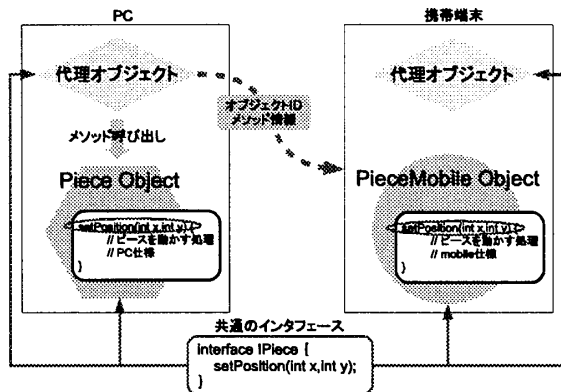 PC
携帯端末
代理オブジェクト
代理オブジェクト
オブジェクトID
メソッド情報
メソッド呼び出し
Piece Object
PieceMobile Object
setPosition(int x,int y) {
// ピースを動かす処理
// PC仕様
}
setPosition(int x,int y) {
// ピースを動かす処理
// mobile仕様
}
共通のインタフェース
interface IPiece {
setPosition(int x,int y);
}